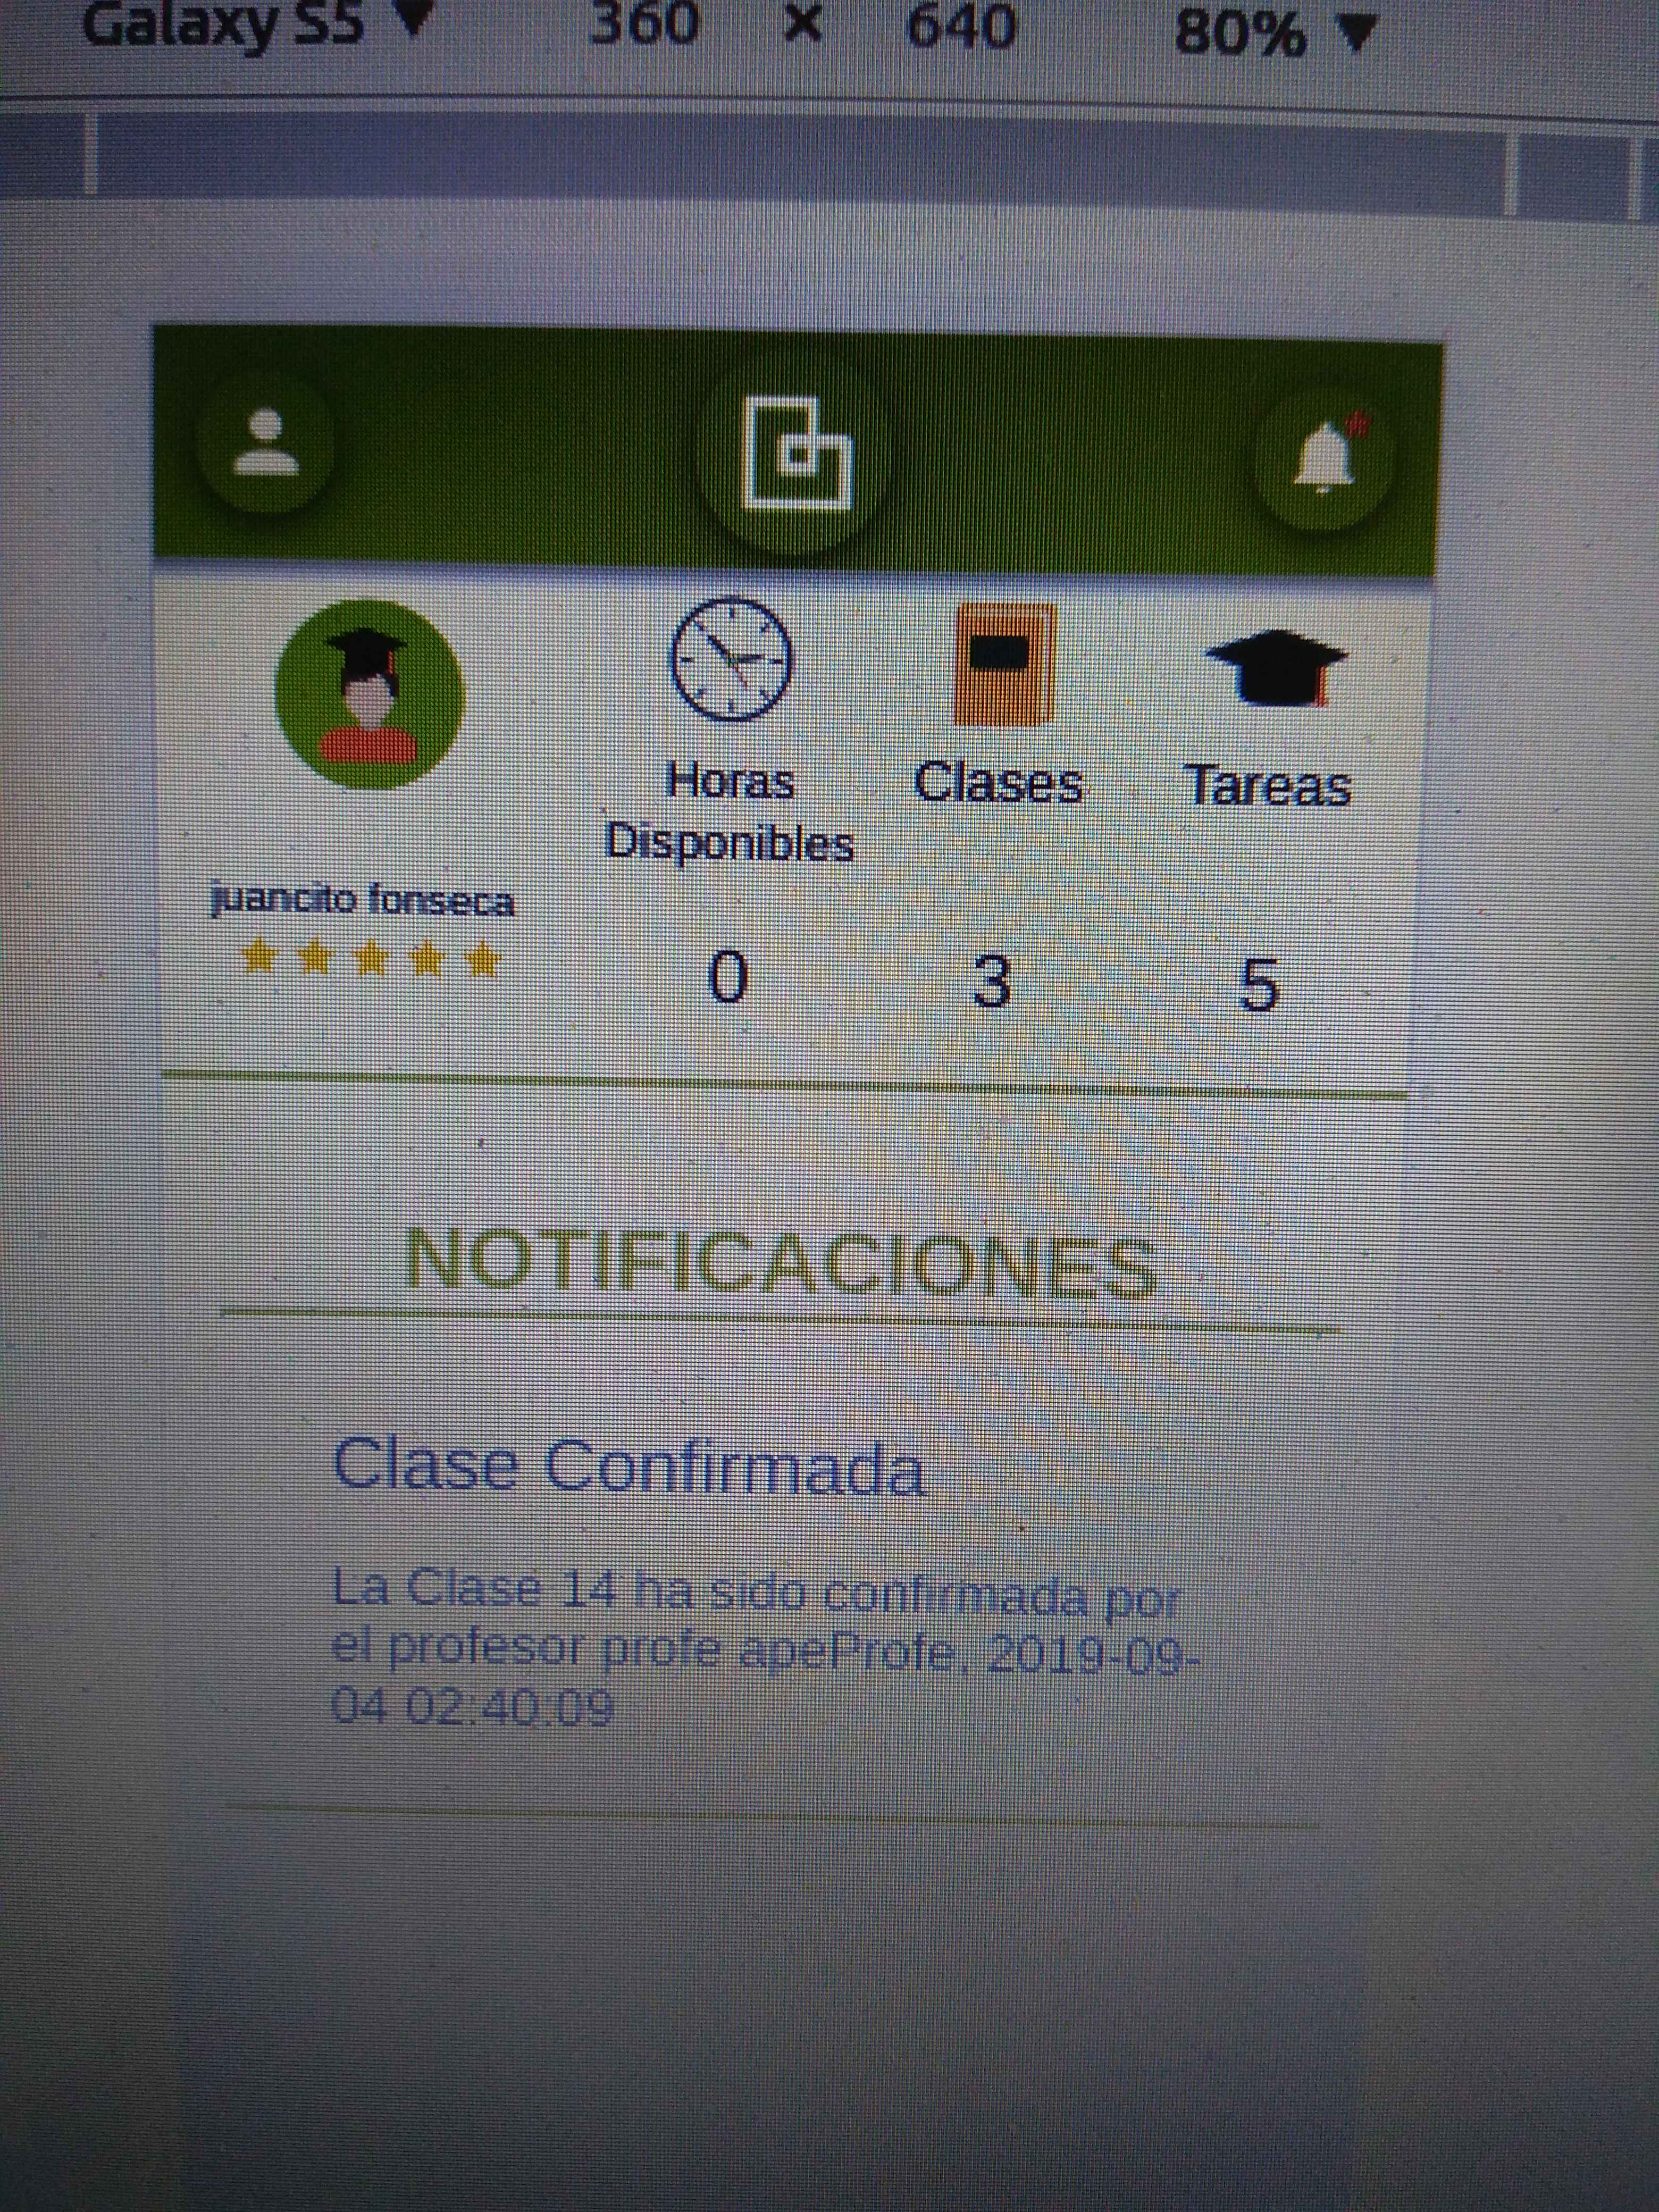 Galaxy S5 ▼ 360 × 640 80% ▼
Horas
Disponibles
Clases
Tareas
juancito fonseca
0
3
5
NOTIFICACIONES
Clase Confirmada
La Clase 14 ha sido confirmada por
el profesor profe apeProfe. 2019-09-
04 02:40:09